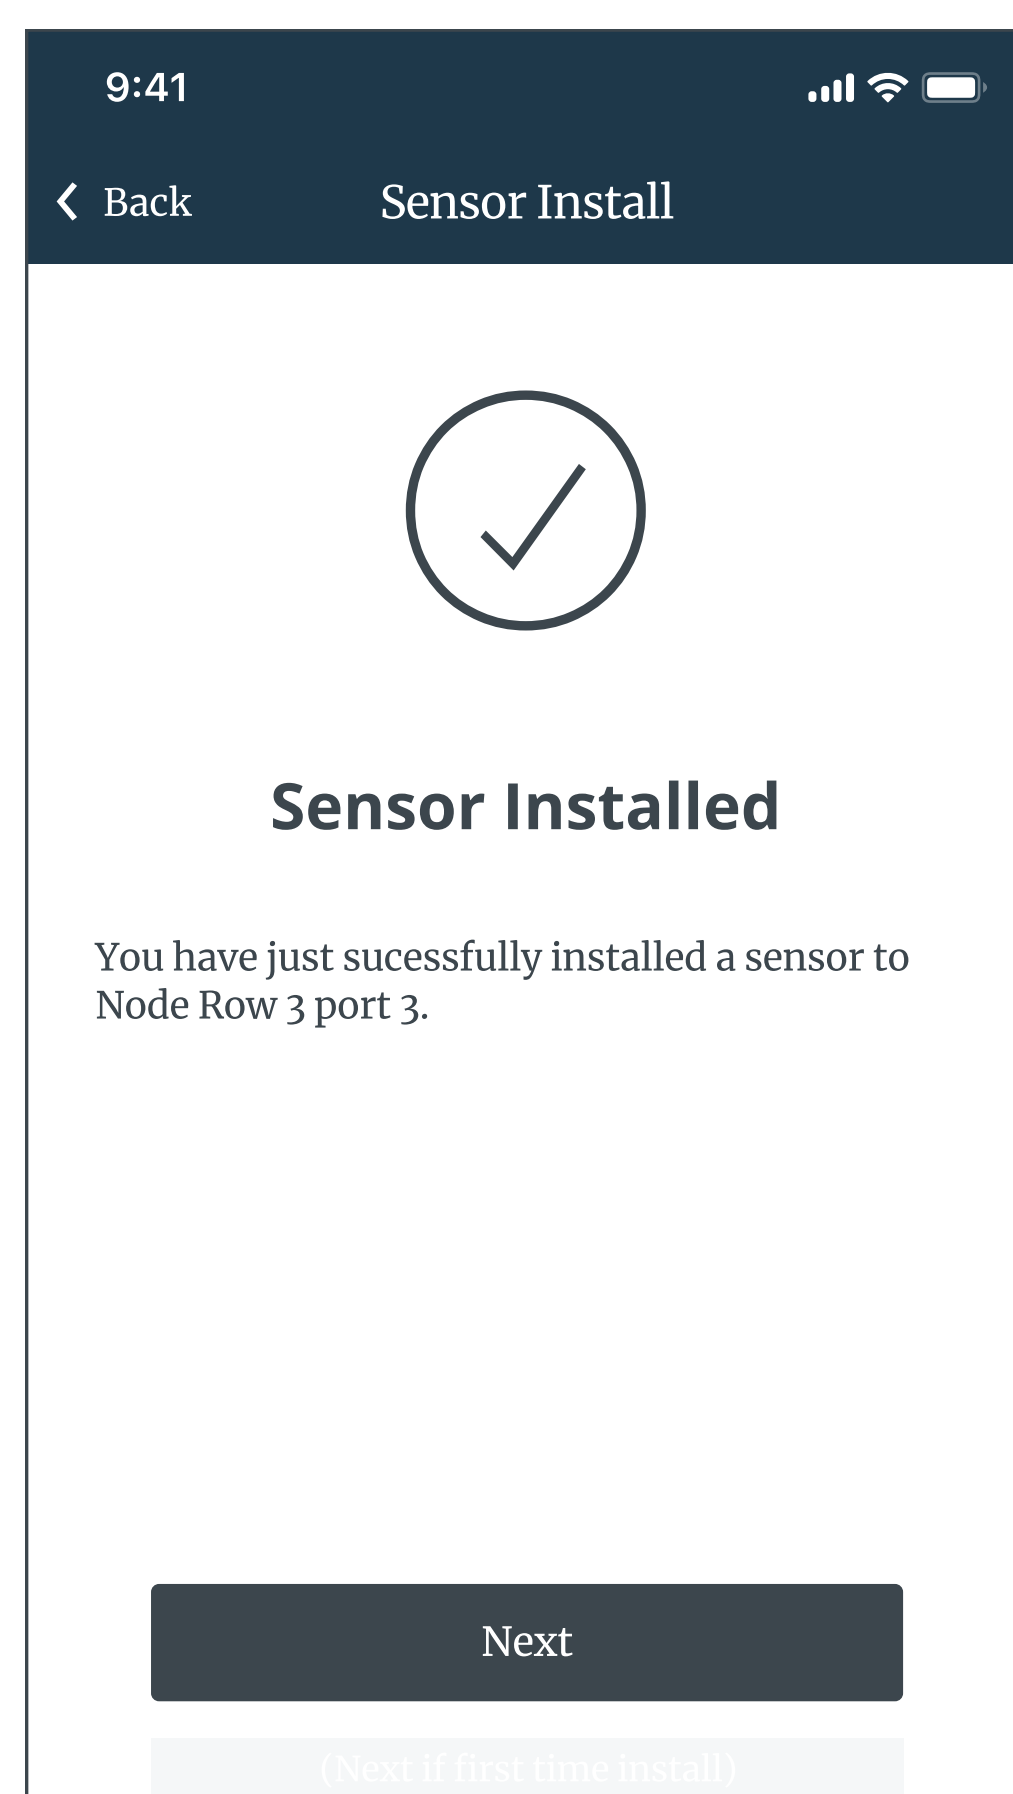 9:41
Back
Sensor Install
Sensor Installed
You have just sucessfully installed a sensor to
Node Row 3 port 3.
Next
(Next if first time install)